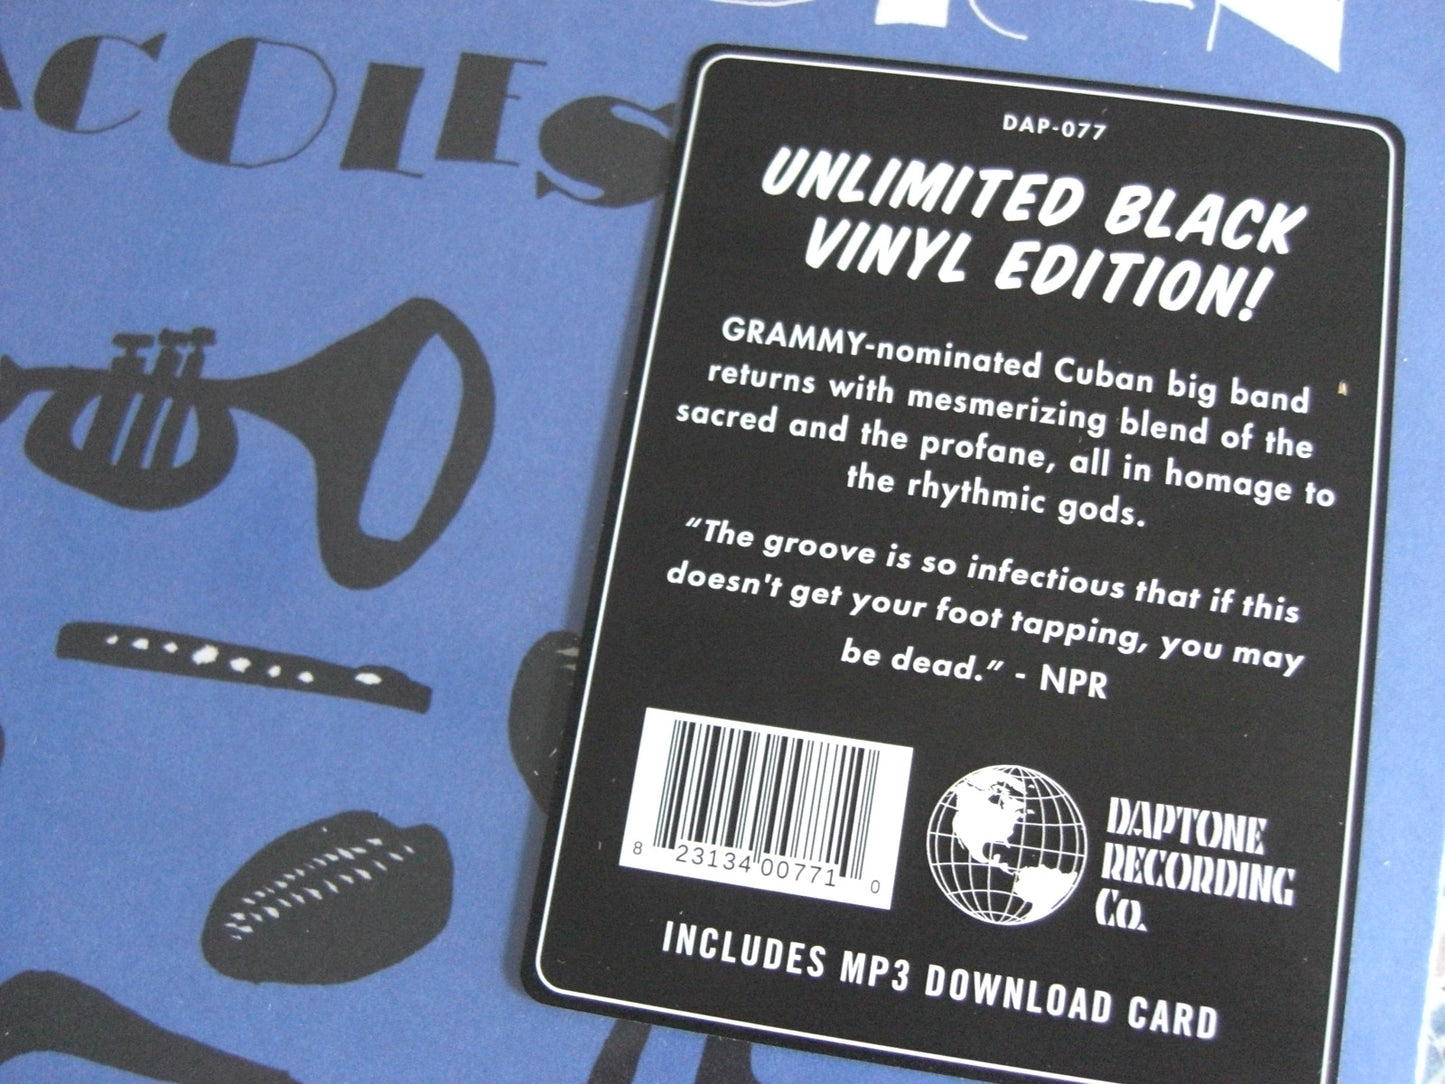 ACOLES
DAP-077
UNLIMITED BLACK
VINYL EDITION!
GRAMMY-nominated Cuban big band
returns with mesmerizing blend of the
sacred and the profane, all in homage to
the rhythmic gods.
"The groove is so infectious that if this
doesn't get your foot tapping, you may
be dead." - NPR
8 23134 00771 0
DAPTONE
RECORDING
Co.
INCLUDES MP3 DOWNLOAD CARD